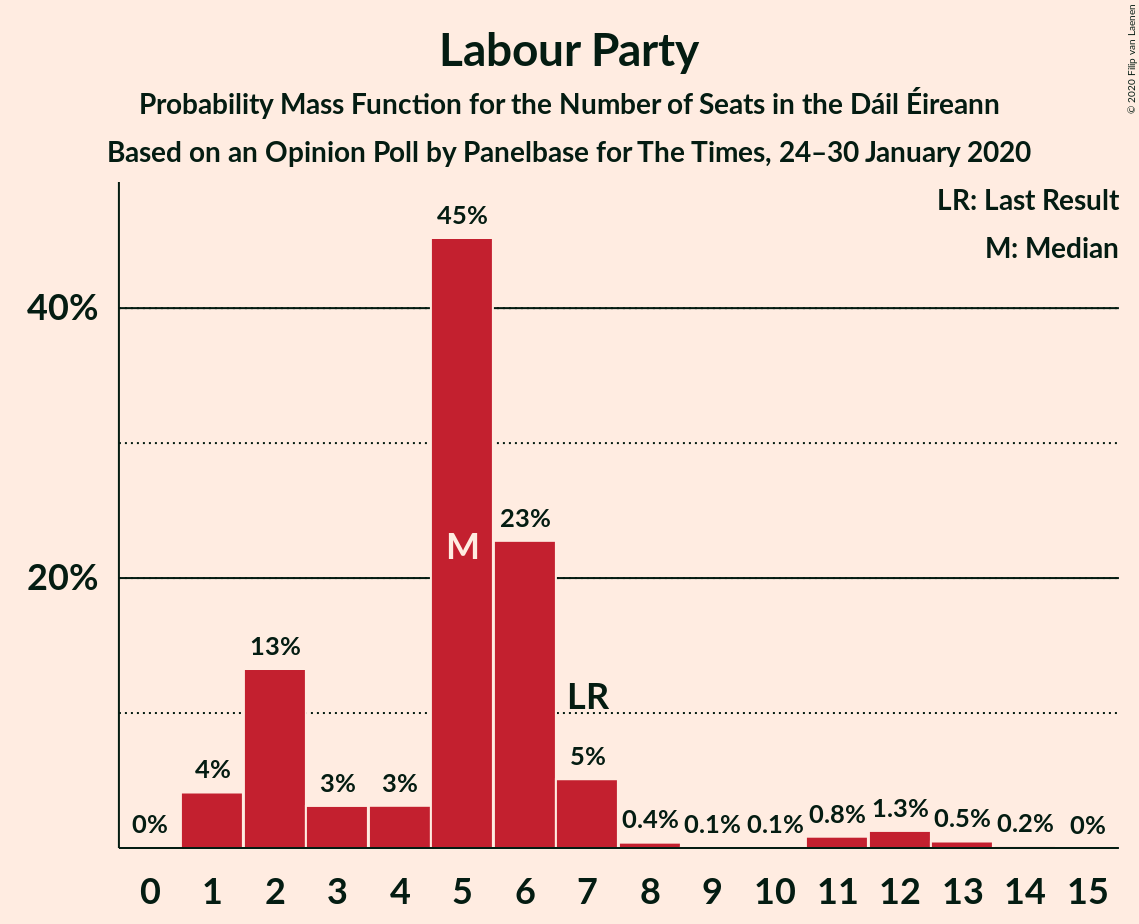 Labour Party
Probability Mass Function for the Number of Seats in the Dáil Éireann
Based on an Opinion Poll by Panelbase for The Times, 24–30 January 2020
© 2020 Filip van Laenen
LR: Last Result
M: Median
45%
40%
23%
M
20%
13%
LR
5%
4%
3%
3%
0%
0.4%
0.1%
0.1%
0.8%
1.3%
0.5%
0.2%
0%
0 1 2 3 4 5 6 7 8 9 10 11 12 13 14 15